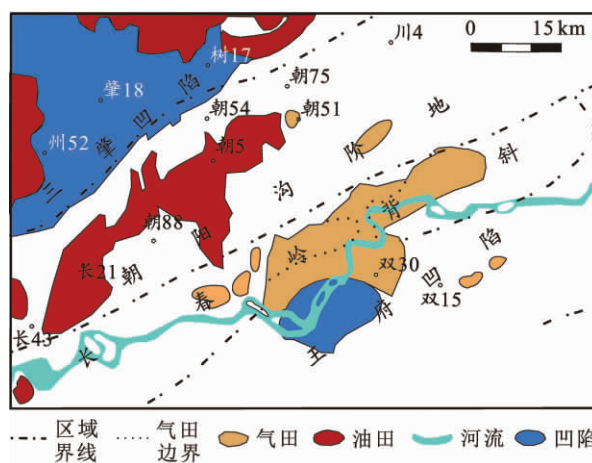 川4
0 15 km
树17
朝75
肇18
朝54
朝51
州52
朝5
三肇凹陷
朝阳沟阶地
朝88
长21
长43
长春岭背斜
双30
双15
王府凹陷
区域界线
气田边界
气田
油田
河流
凹陷